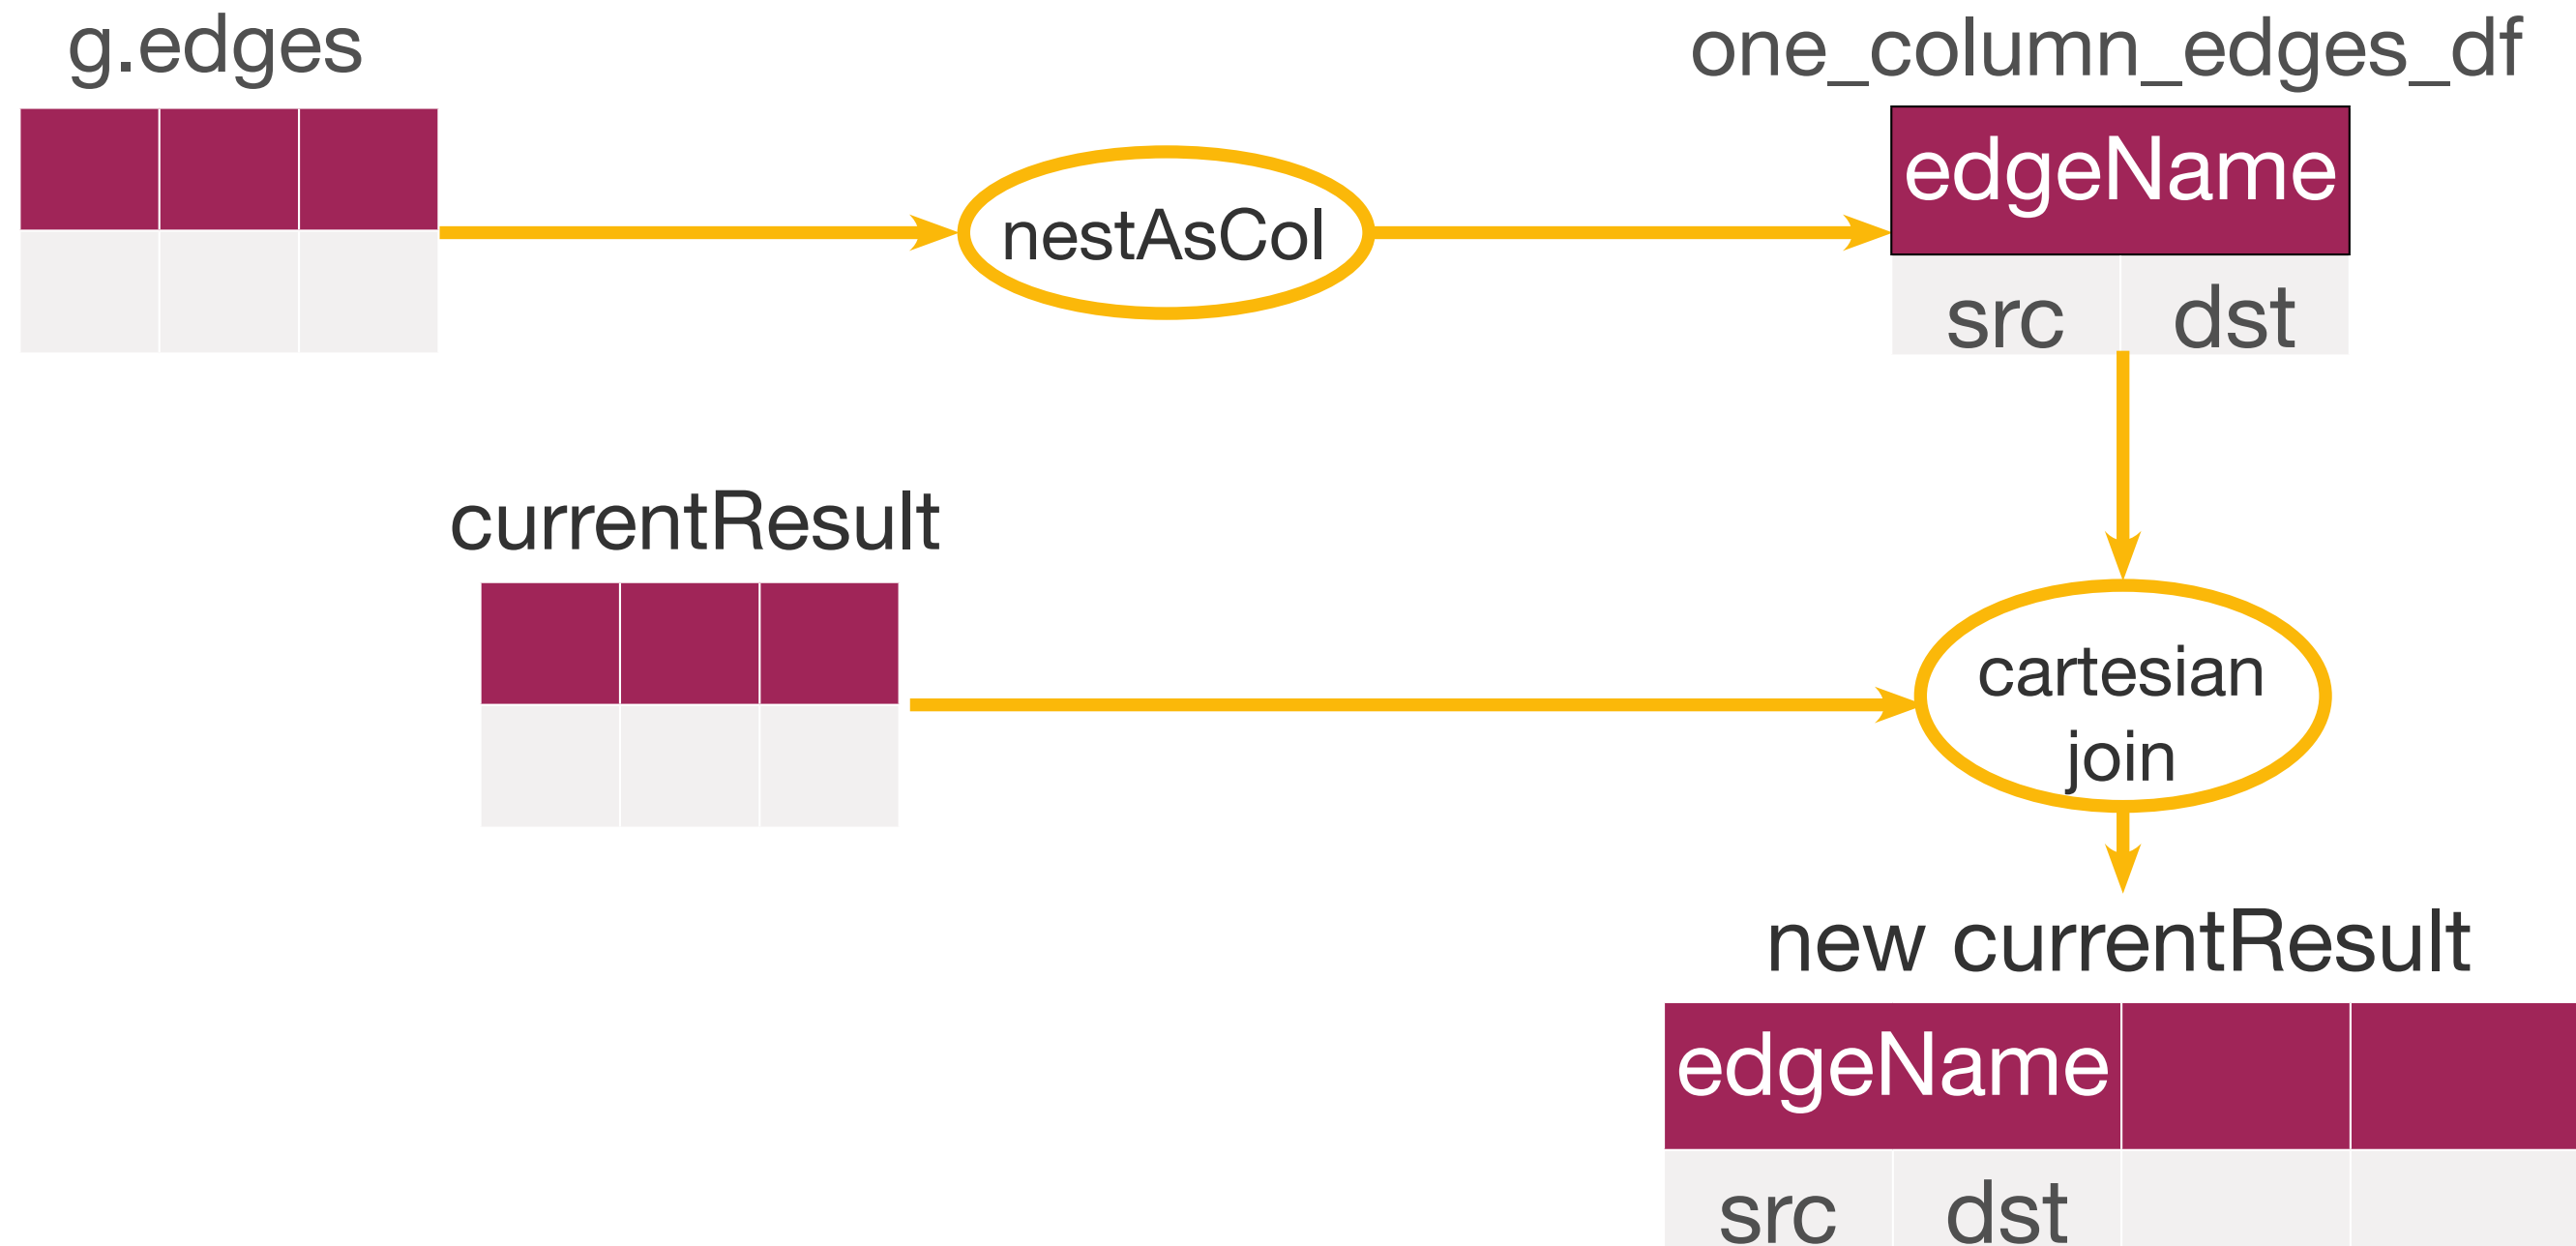 g.edges
one_column_edges_df
edgeName
nestAsCol
src dst
currentResult
cartesian
join
new currentResult
edgeName
src dst